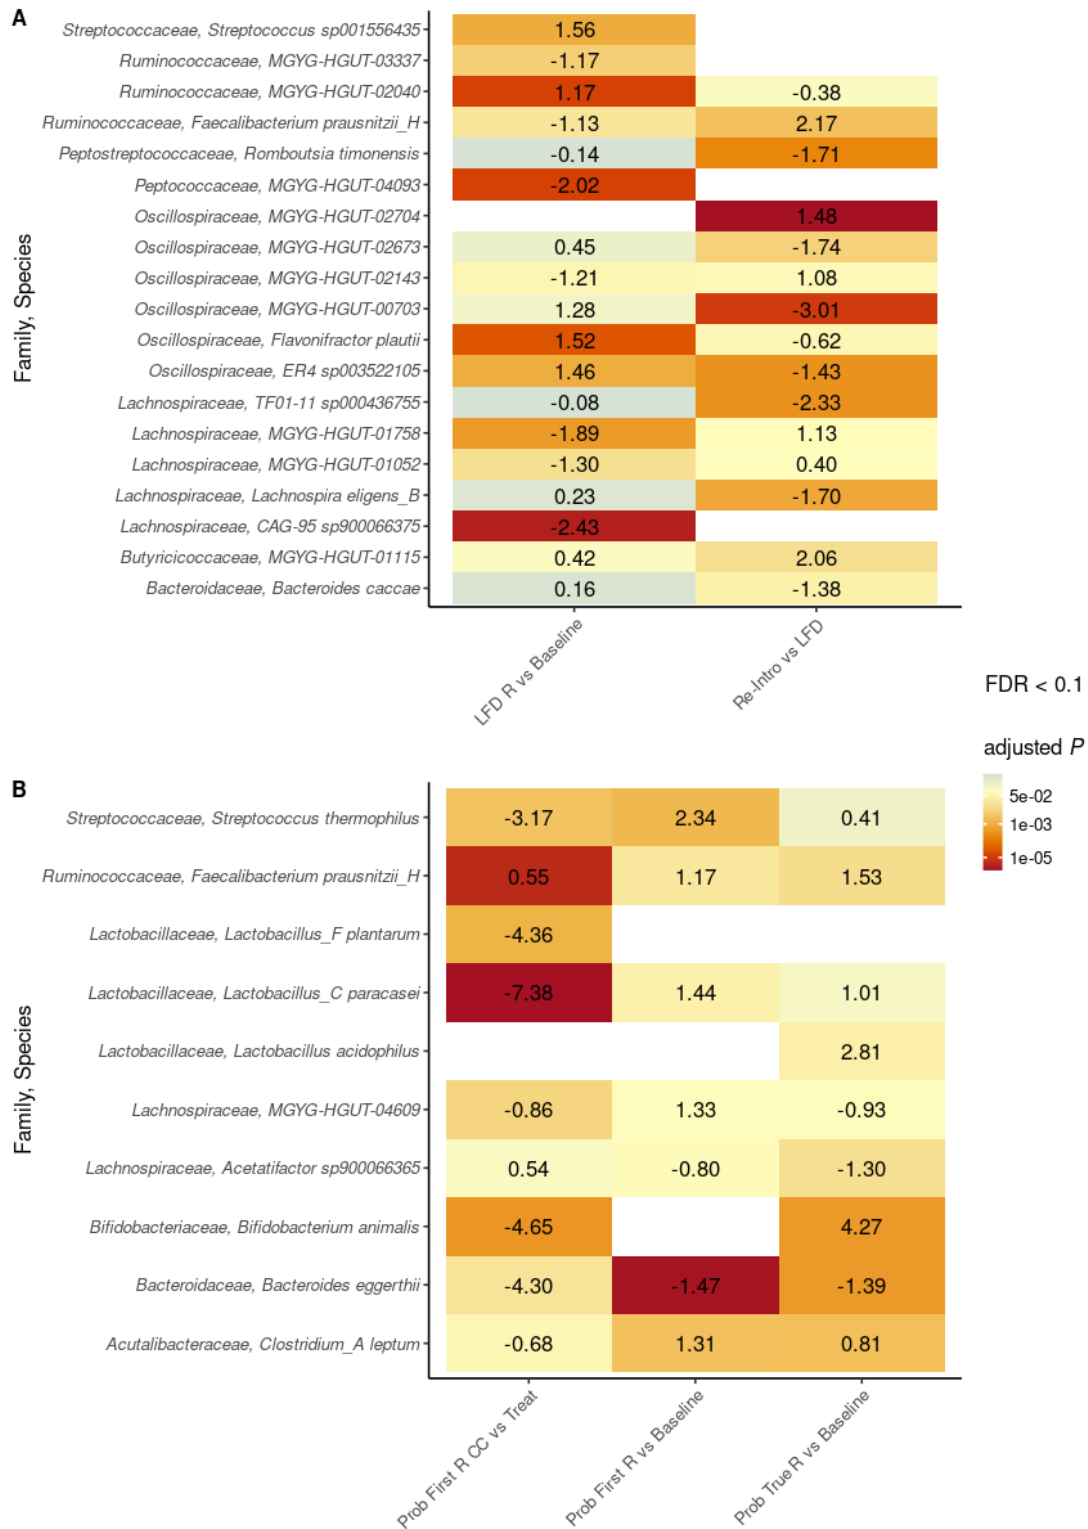 A
Family, Species
Streptococcaceae, Streptococcus sp001556435 1.56
Ruminococcaceae, MGYG-HGUT-03337 -1.17
Ruminococcaceae, MGYG-HGUT-02040 1.17 -0.38
Ruminococcaceae, Faecalibacterium prausnitzii_H -1.13 2.17
Peptostreptococcaceae, Romboutsia timonensis -0.14 -1.71
Peptococcaceae, MGYG-HGUT-04093 -2.02
Oscillospiraceae, MGYG-HGUT-02704 1.48
Oscillospiraceae, MGYG-HGUT-02673 0.45 -1.74
Oscillospiraceae, MGYG-HGUT-02143 -1.21 1.08
Oscillospiraceae, MGYG-HGUT-00703 1.28 -3.01
Oscillospiraceae, Flavonifractor plautii 1.52 -0.62
Oscillospiraceae, ER4 sp003522105 1.46 -1.43
Lachnospiraceae, TF01-11 sp000436755 -0.08 -2.33
Lachnospiraceae, MGYG-HGUT-01758 -1.89 1.13
Lachnospiraceae, MGYG-HGUT-01052 -1.30 0.40
Lachnospiraceae, Lachnospira eligens_B 0.23 -1.70
Lachnospiraceae, CAG-95 sp900066375 -2.43
Butyricicoccaceae, MGYG-HGUT-01115 0.42 2.06
Bacteroidaceae, Bacteroides caccae 0.16 -1.38
LFD R vs Baseline Re-Intro vs LFD
FDR < 0.1
adjusted P
5e-02
1e-03
1e-05
B
Family, Species
Streptococcaceae, Streptococcus thermophilus -3.17 2.34 0.41
Ruminococcaceae, Faecalibacterium prausnitzii_H 0.55 1.17 1.53
Lactobacillaceae, Lactobacillus_F plantarum -4.36
Lactobacillaceae, Lactobacillus_C paracasei -7.38 1.44 1.01
Lactobacillaceae, Lactobacillus acidophilus 2.81
Lachnospiraceae, MGYG-HGUT-04609 -0.86 1.33 -0.93
Lachnospiraceae, Acetatifactor sp900066365 0.54 -0.80 -1.30
Bifidobacteriaceae, Bifidobacterium animalis -4.65 4.27
Bacteroidaceae, Bacteroides eggerthii -4.30 -1.47 -1.39
Acutalibacteraceae, Clostridium_A leptum -0.68 1.31 0.81
Prob First R CC vs Treat Prob First R vs Baseline Prob True R vs Baseline